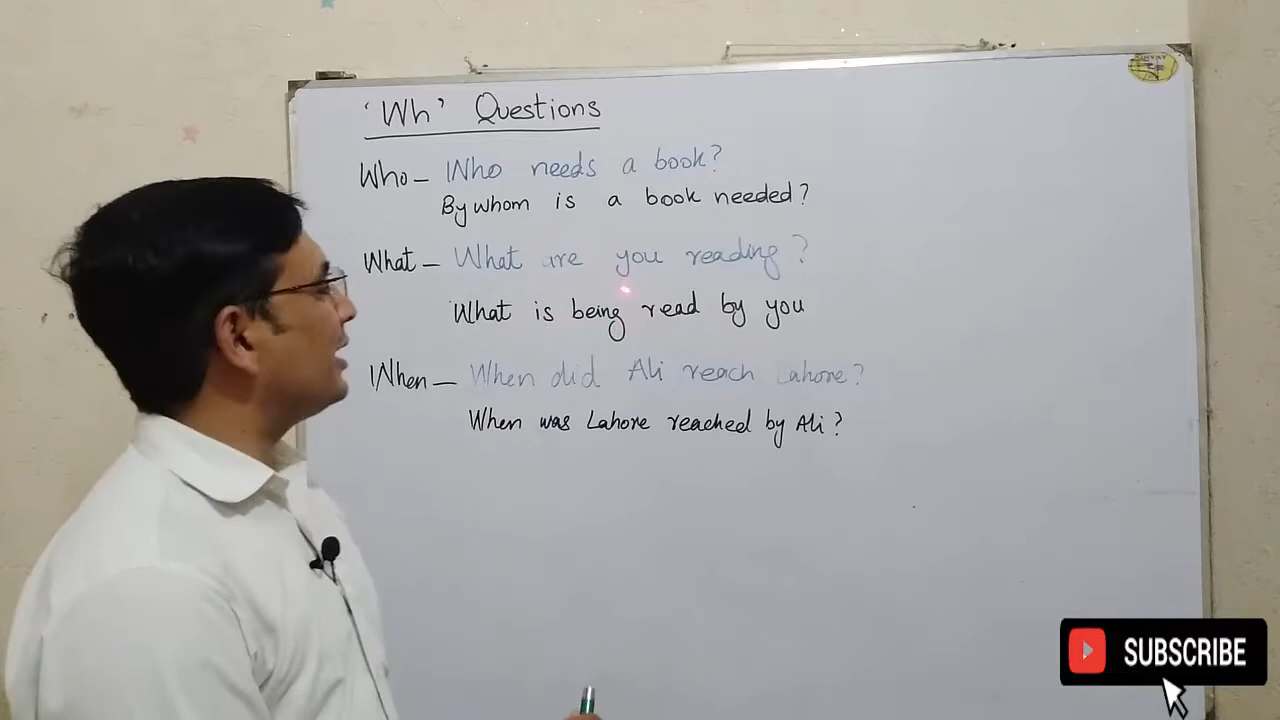 'Wh' Questions
Who – Who needs a book?
By whom is a book needed?
What – What are you reading?
What is being read by you
When – When did Ali reach Lahore?
When was Lahore reached by Ali?
SUBSCRIBE